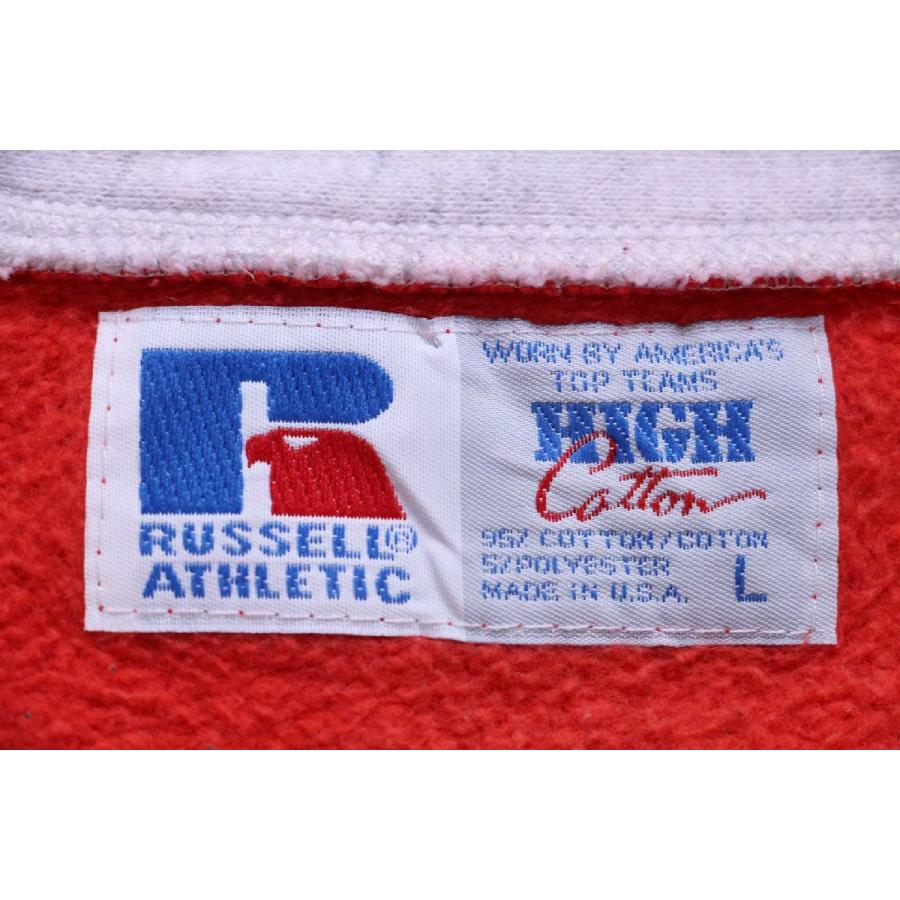 RUSSELL®
ATHLETIC
WORN BY AMERICA'S
TOP TEAMS
HIGH
Cotton
95% COTTON/COTON
5%POLYESTER
MADE IN U.S.A.
L